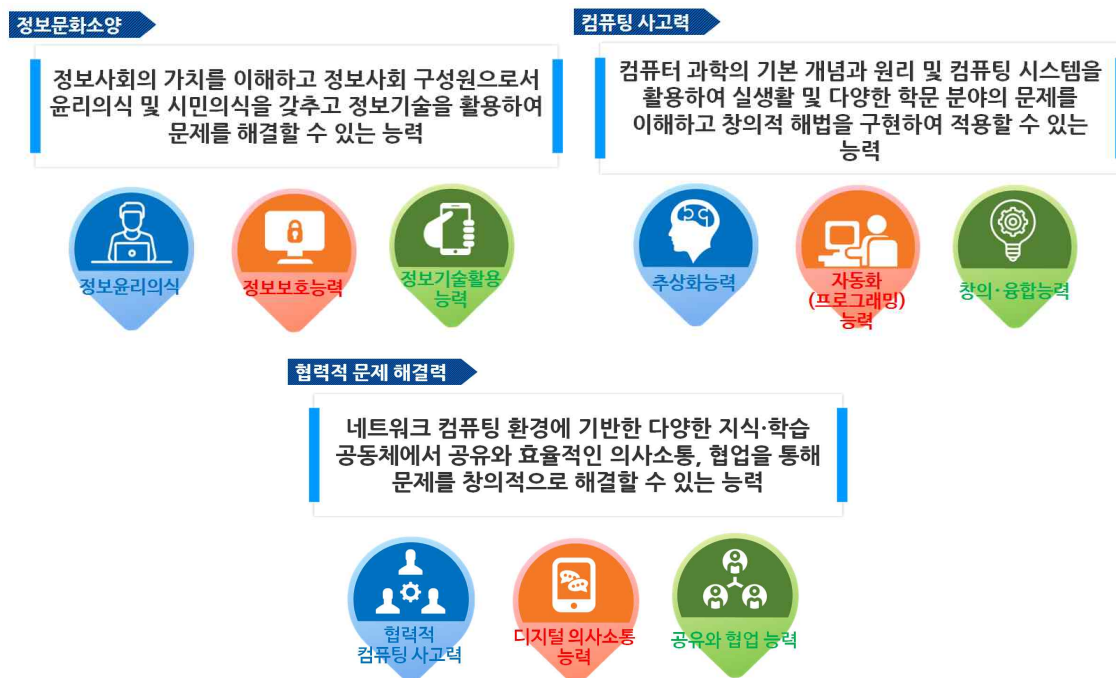 정보문화소양
정보사회의 가치를 이해하고 정보사회 구성원으로서
윤리의식 및 시민의식을 갖추고 정보기술을 활용하여
문제를 해결할 수 있는 능력
정보윤리의식
정보보호능력
정보기술활용
능력
컴퓨팅 사고력
컴퓨터 과학의 기본 개념과 원리 및 컴퓨팅 시스템을
활용하여 실생활 및 다양한 학문 분야의 문제를
이해하고 창의적 해법을 구현하여 적용할 수 있는
능력
추상화능력
자동화
(프로그래밍)
능력
창의·융합능력
협력적 문제 해결력
네트워크 컴퓨팅 환경에 기반한 다양한 지식·학습
공동체에서 공유와 효율적인 의사소통, 협업을 통해
문제를 창의적으로 해결할 수 있는 능력
협력적
컴퓨팅 사고력
디지털 의사소통
능력
공유와 협업 능력